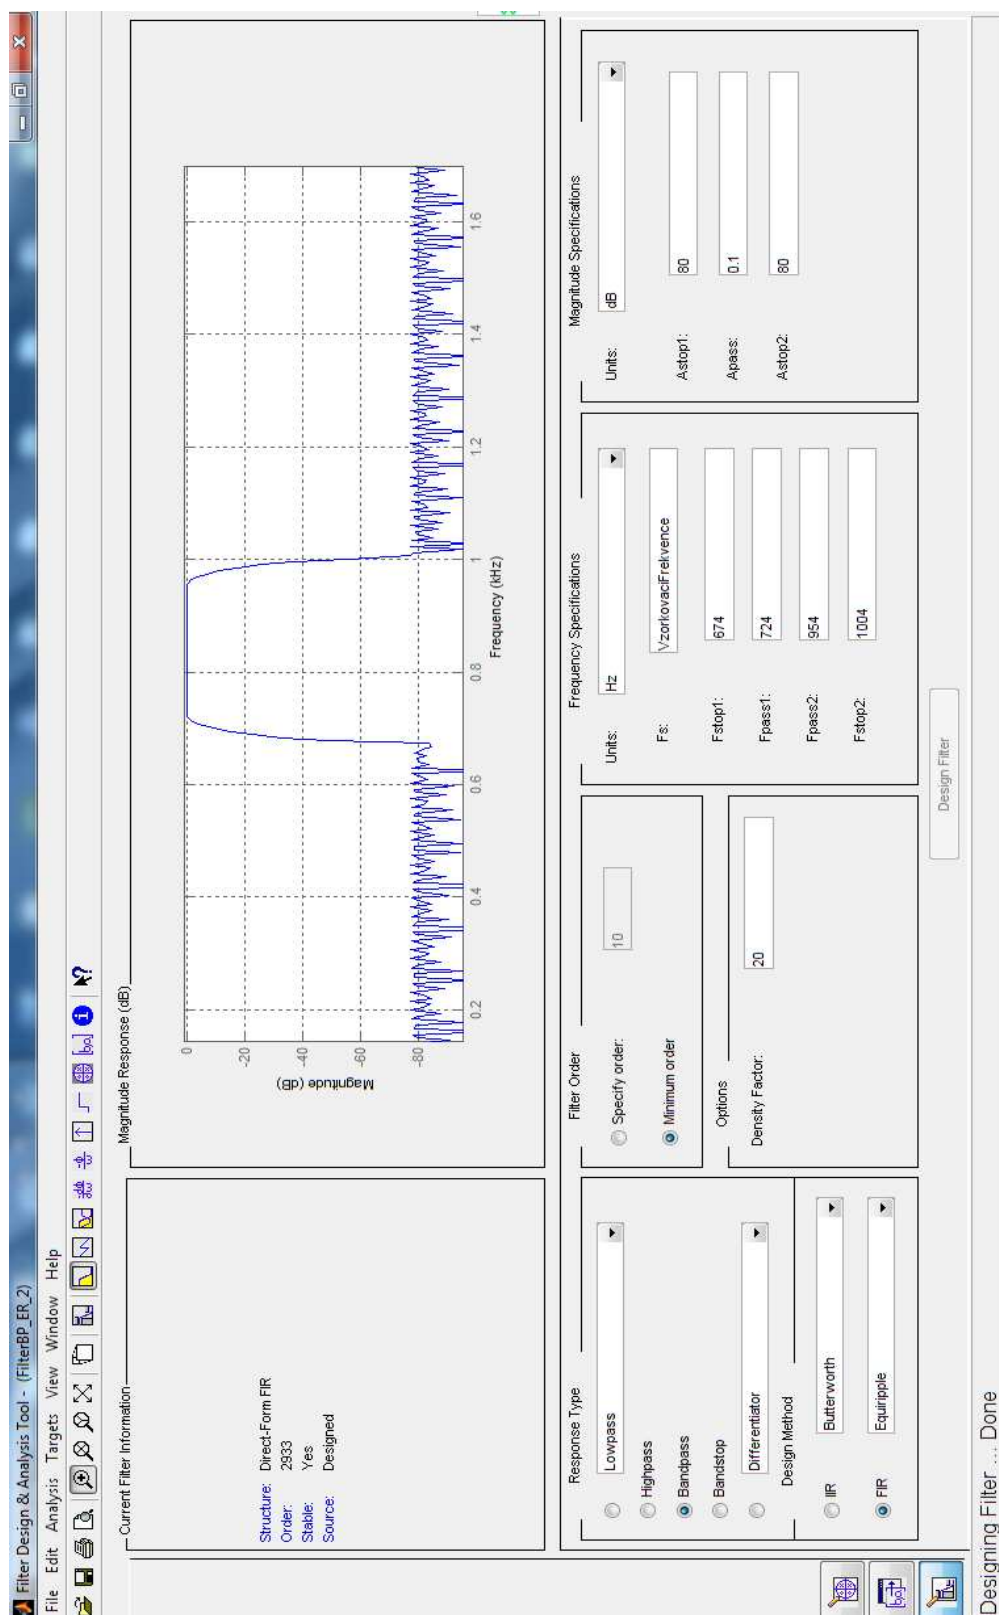 Filter Design & Analysis Tool - (FilterBP_ER_2)
File Edit Analysis Targets View Window Help
Current Filter Information
Structure: Direct-Form FIR
Order: 2933
Stable: Yes
Source: Designed
Magnitude Response (dB)
0
-20
-40
-60
-80
Magnitude (dB)
0.2 0.4 0.6 0.8 1 1.2 1.4 1.6
Frequency (kHz)
Response Type
Lowpass
Highpass
Bandpass
Bandstop
Differentiator
Design Method
IIR Butterworth
FIR Equiripple
Filter Order
Specify order: 10
Minimum order
Options
Density Factor: 20
Frequency Specifications
Units: Hz
Fs: VzorkovaciFrekvence
Fstop1: 674
Fpass1: 724
Fpass2: 954
Fstop2: 1004
Magnitude Specifications
Units: dB
Astop1: 80
Apass: 0.1
Astop2: 80
Design Filter
Designing Filter ... Done